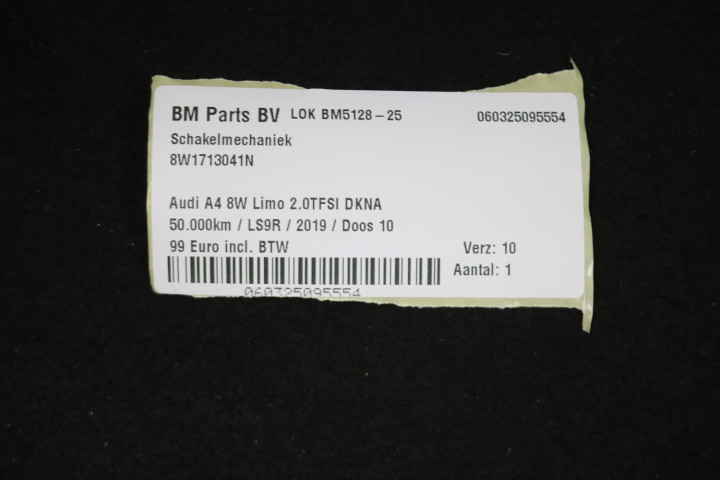 BM Parts BV LOK BM5128-25 060325095554
Schakelmechaniek
8W1713041N
Audi A4 8W Limo 2.0TFSI DKNA
50.000km / LS9R / 2019 / Doos 10
99 Euro incl. BTW Verz: 10
Aantal: 1
060325095554